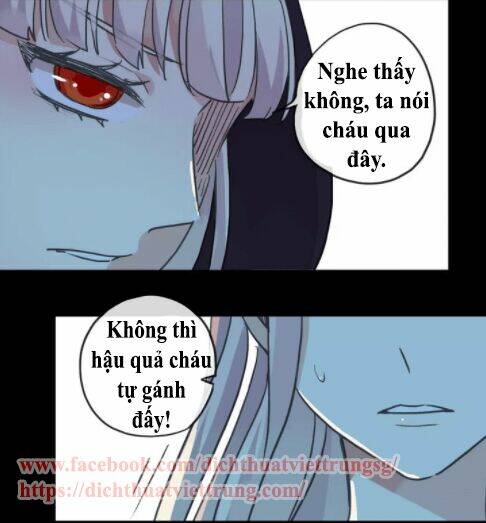 Nghe thấy
không, ta nói
cháu qua
đây.
Không thì
hậu quả cháu
tự gánh
đấy!
www.facebook.com/dichthuatviettrungsg/
https://dichthuatviettrung.com/